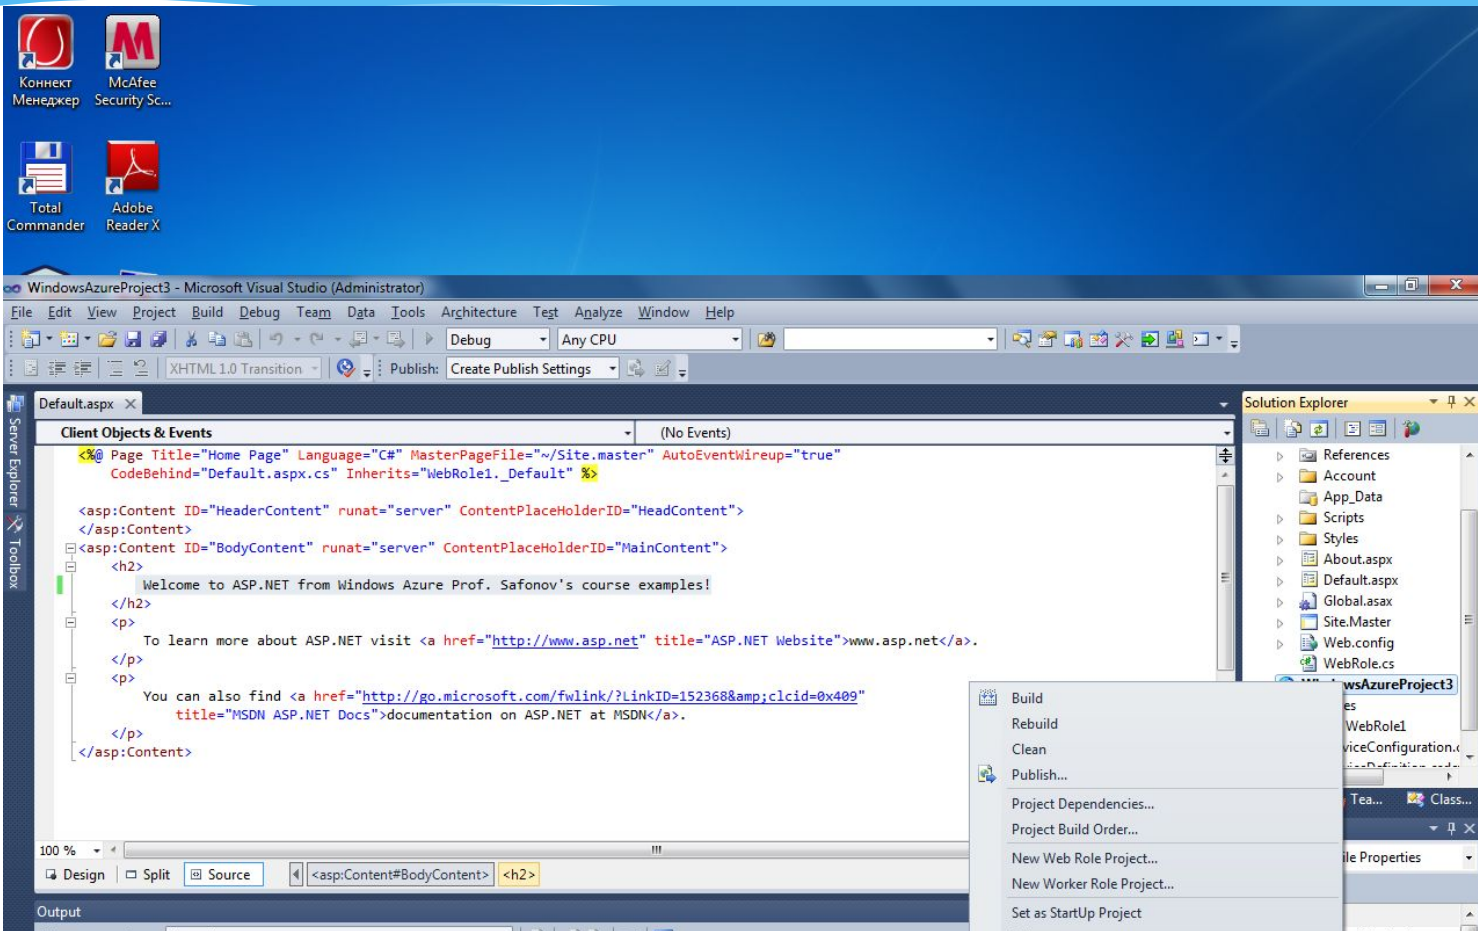 Коннект
Менеджер
McAfee
Security Sc...
Total
Commander
Adobe
Reader X
WindowsAzureProject3 - Microsoft Visual Studio (Administrator)
File Edit View Project Build Debug Team Data Tools Architecture Test Analyze Window Help
Debug Any CPU
XHTML 1.0 Transition Publish: Create Publish Settings
Server Explorer
Toolbox
Default.aspx
Client Objects & Events (No Events)
<%@ Page Title="Home Page" Language="C#" MasterPageFile="~/Site.master" AutoEventWireup="true"
CodeBehind="Default.aspx.cs" Inherits="WebRole1._Default" %>
<asp:Content ID="HeaderContent" runat="server" ContentPlaceHolderID="HeadContent">
</asp:Content>
<asp:Content ID="BodyContent" runat="server" ContentPlaceHolderID="MainContent">
<h2>
Welcome to ASP.NET from Windows Azure Prof. Safonov's course examples!
</h2>
<p>
To learn more about ASP.NET visit <a href="http://www.asp.net" title="ASP.NET Website">www.asp.net</a>.
</p>
<p>
You can also find <a href="http://go.microsoft.com/fwlink/?LinkID=152368&amp;clcid=0x409"
title="MSDN ASP.NET Docs">documentation on ASP.NET at MSDN</a>.
</p>
</asp:Content>
100 %
Design Split Source <asp:Content#BodyContent> <h2>
Output
Solution Explorer
References
Account
App_Data
Scripts
Styles
About.aspx
Default.aspx
Global.asax
Site.Master
Web.config
WebRole.cs
wsAzureProject3
es
WebRole1
viceConfiguration.c
Tea... Class...
ile Properties
Build
Rebuild
Clean
Publish...
Project Dependencies...
Project Build Order...
New Web Role Project...
New Worker Role Project...
Set as StartUp Project